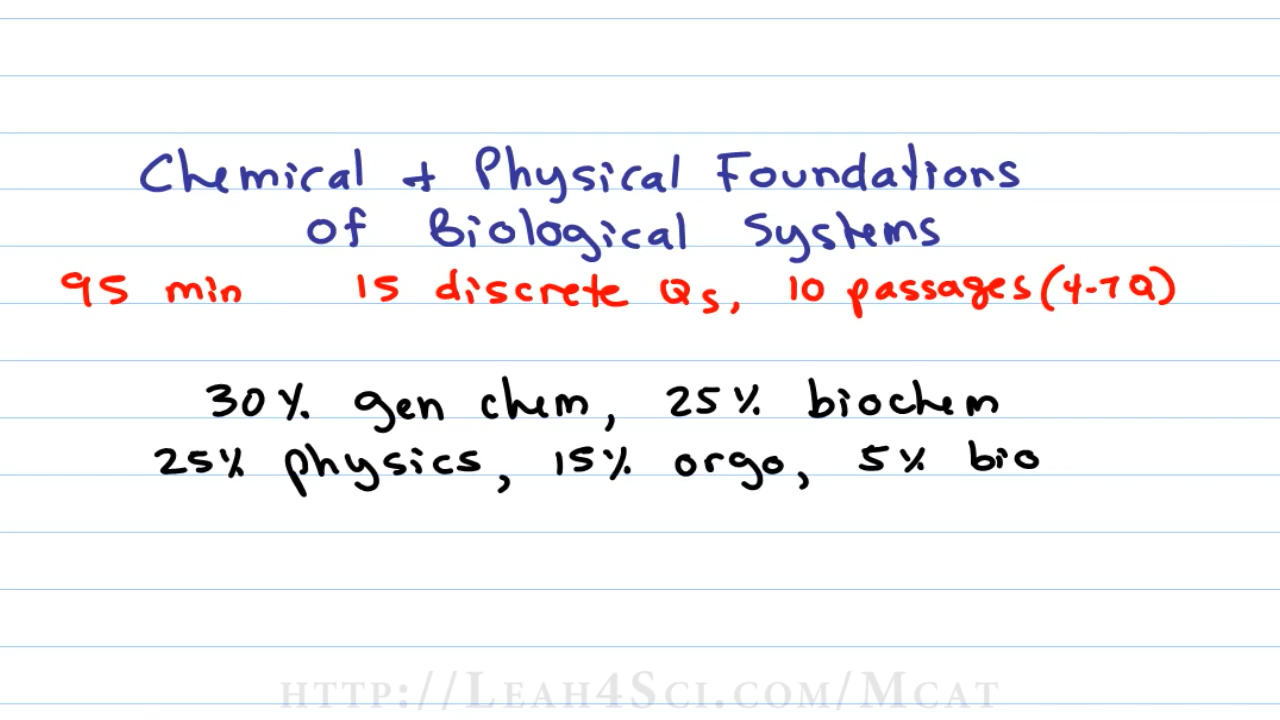 Chemical + Physical Foundations
of Biological Systems
95 min 15 discrete Qs, 10 passages (4-7Q)
30% gen chem, 25% biochem
25% physics, 15% orgo, 5% bio
http://Leah4Sci.com/Mcat